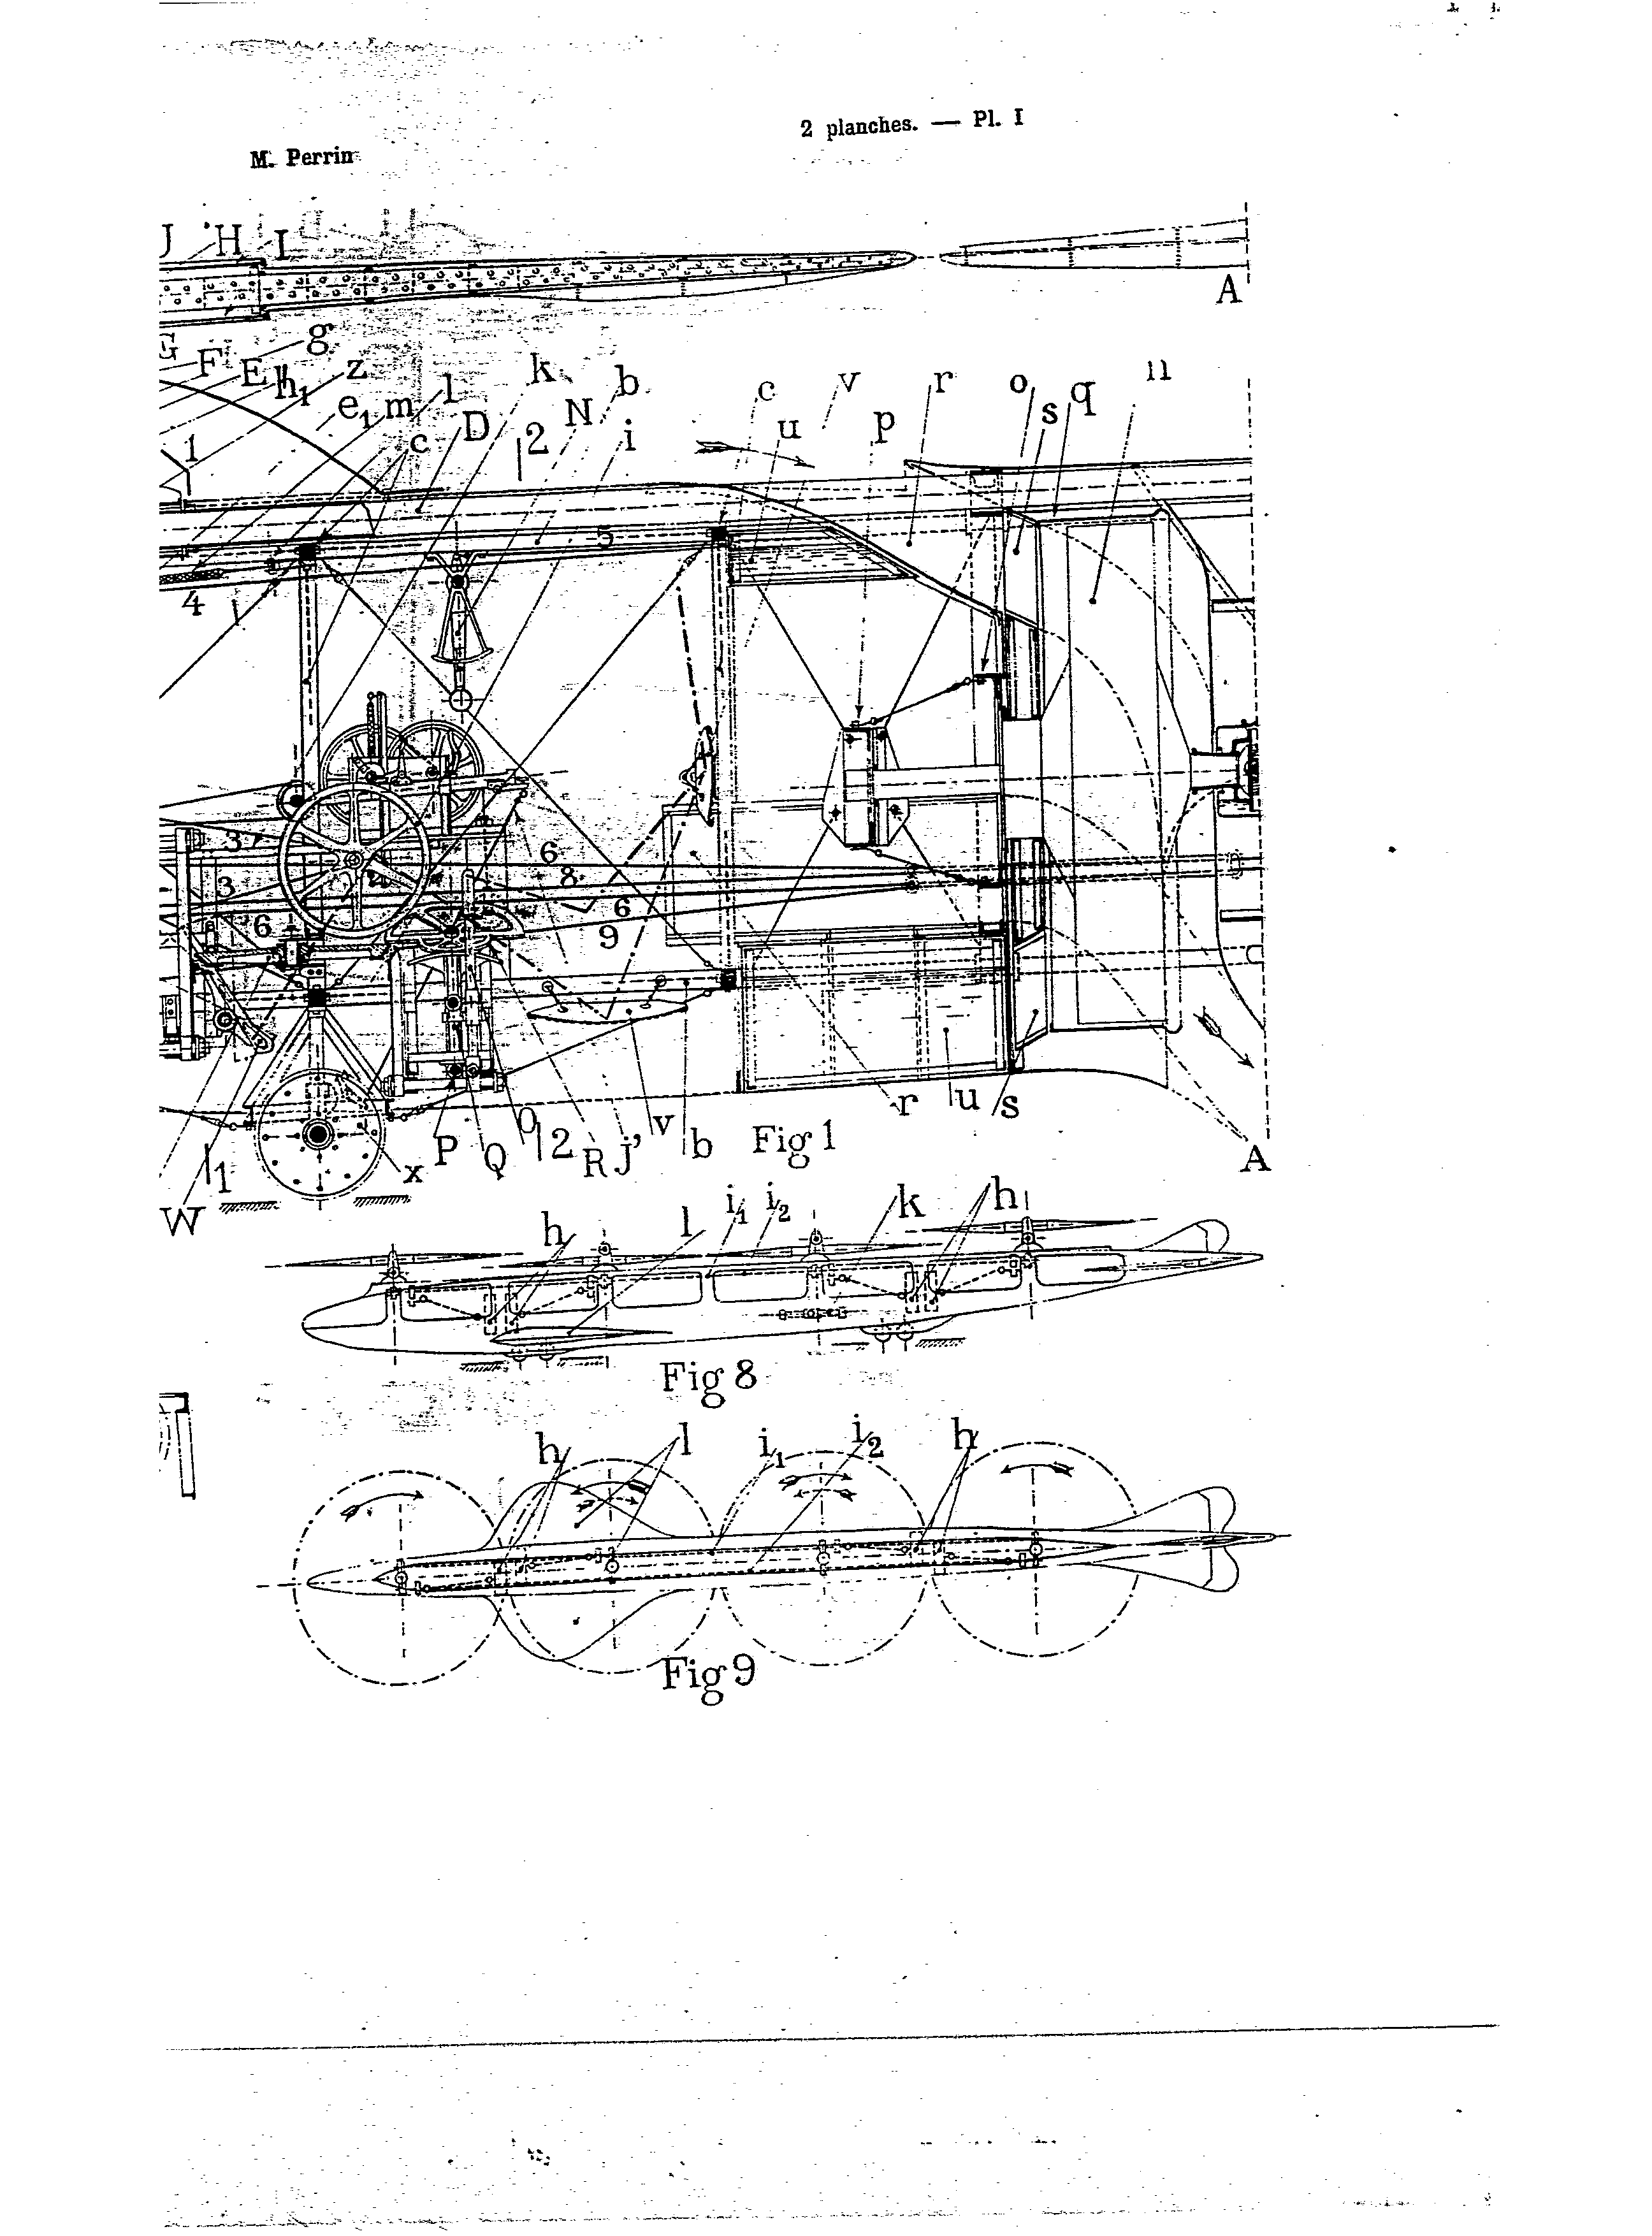 2 planches. — Pl. I
M. Perrin
J H I
A
G F g
E h₁ z
e₁ m l
c D 2 k N b i
c u v p r o s q n
1
5
4
3 6 8
3 6
6 9
r u s
P Q O 2 R J' v b Fig 1
1 x
A
W
h l i₁ i₂ k h
Fig 8
h l i₁ i₂ h
Fig 9